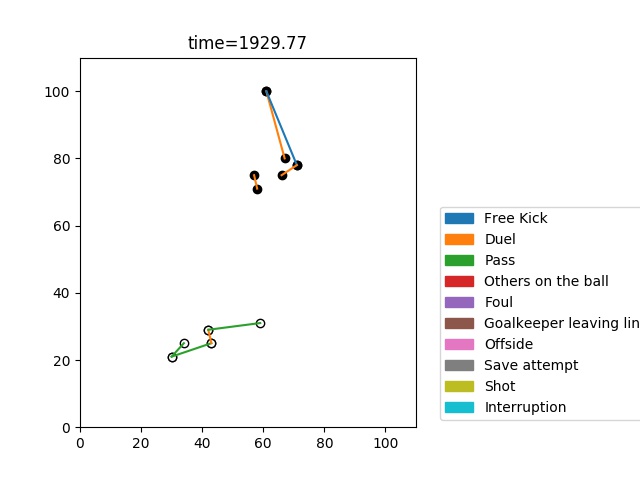 time=1929.77
100
80
60
40
20
0
0 20 40 60 80 100
Free Kick
Duel
Pass
Others on the ball
Foul
Goalkeeper leaving lin
Offside
Save attempt
Shot
Interruption